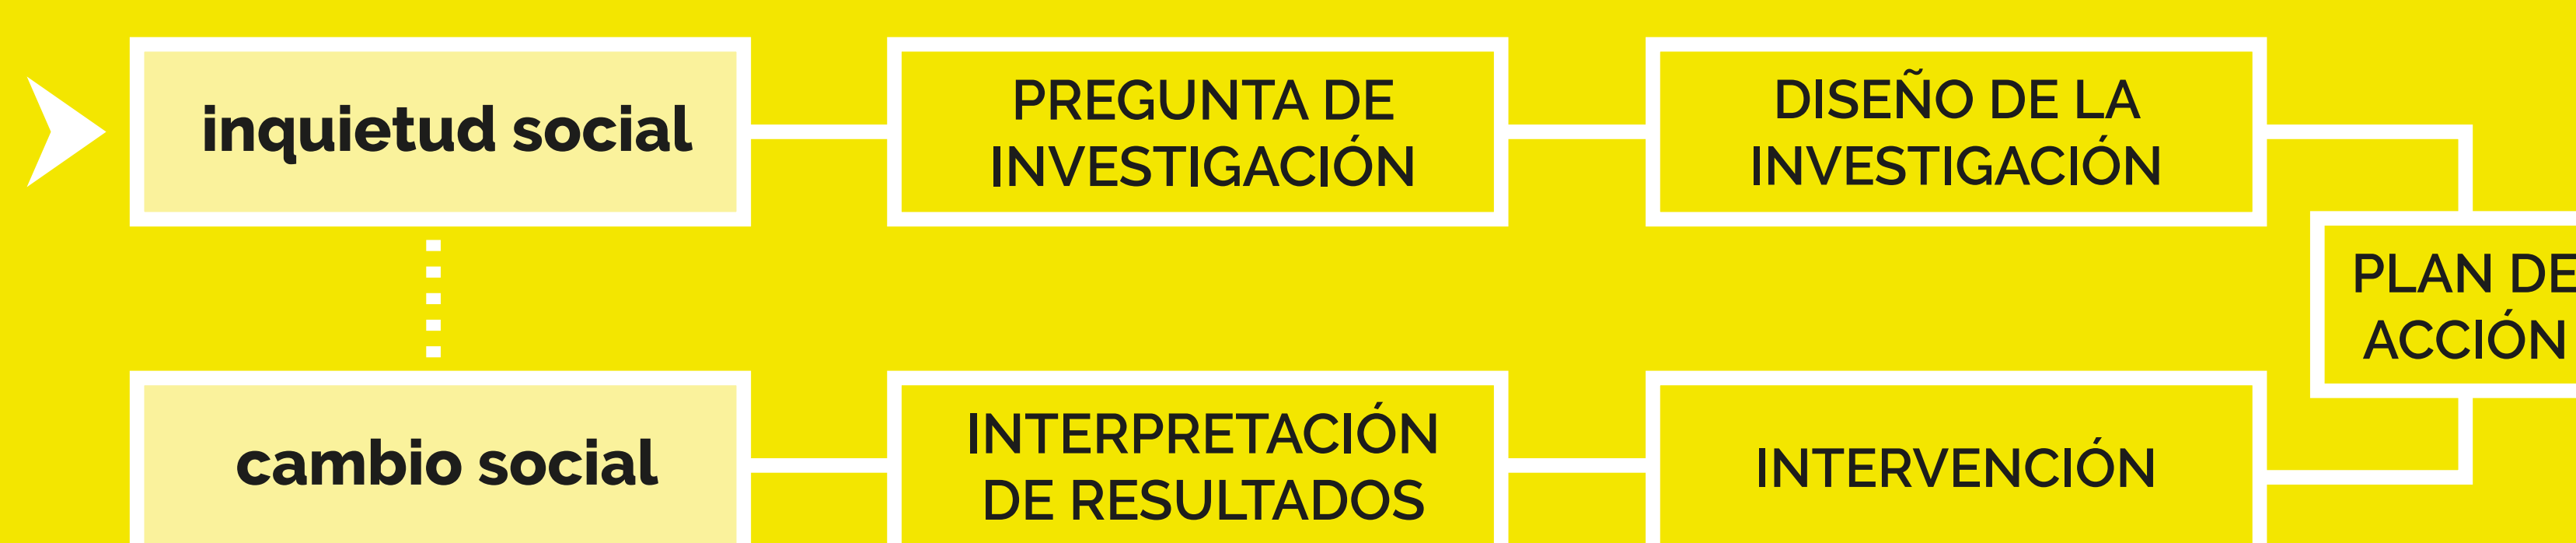 inquietud social
PREGUNTA DE
INVESTIGACIÓN
DISEÑO DE LA
INVESTIGACIÓN
PLAN DE
ACCIÓN
INTERVENCIÓN
INTERPRETACIÓN
DE RESULTADOS
cambio social